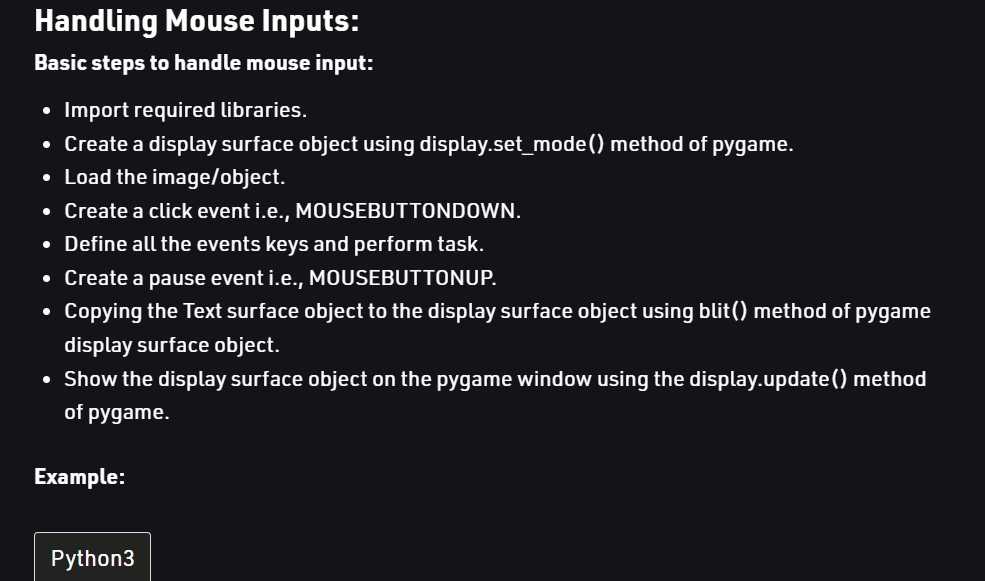 Handling Mouse Inputs:
Basic steps to handle mouse input:
• Import required libraries.
• Create a display surface object using display.set_mode() method of pygame.
• Load the image/object.
• Create a click event i.e., MOUSEBUTTONDOWN.
• Define all the events keys and perform task.
• Create a pause event i.e., MOUSEBUTTONUP.
• Copying the Text surface object to the display surface object using blit() method of pygame
display surface object.
• Show the display surface object on the pygame window using the display.update() method
of pygame.
Example:
Python3